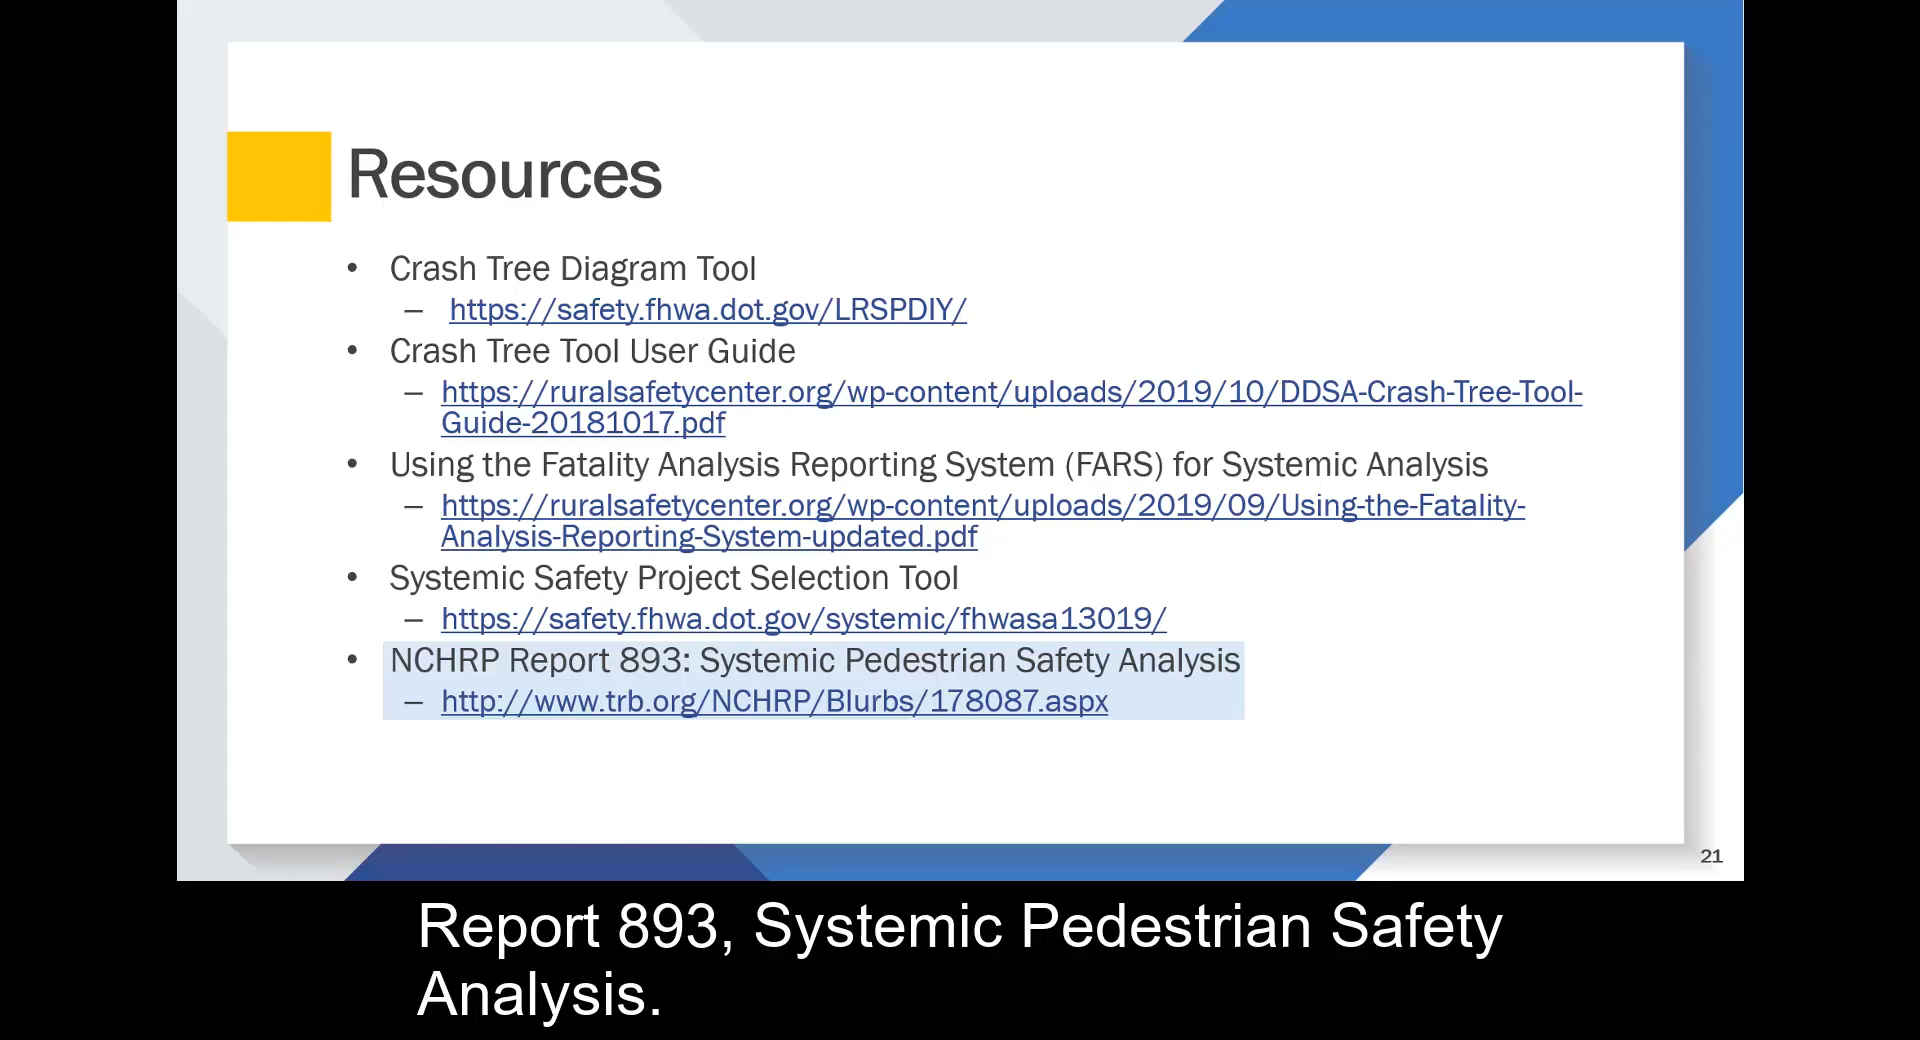 Resources
• Crash Tree Diagram Tool
– https://safety.fhwa.dot.gov/LRSPDIY/
• Crash Tree Tool User Guide
– https://ruralsafetycenter.org/wp-content/uploads/2019/10/DDSA-Crash-Tree-Tool-
Guide-20181017.pdf
• Using the Fatality Analysis Reporting System (FARS) for Systemic Analysis
– https://ruralsafetycenter.org/wp-content/uploads/2019/09/Using-the-Fatality-
Analysis-Reporting-System-updated.pdf
• Systemic Safety Project Selection Tool
– https://safety.fhwa.dot.gov/systemic/fhwasa13019/
• NCHRP Report 893: Systemic Pedestrian Safety Analysis
– http://www.trb.org/NCHRP/Blurbs/178087.aspx
21
Report 893, Systemic Pedestrian Safety
Analysis.